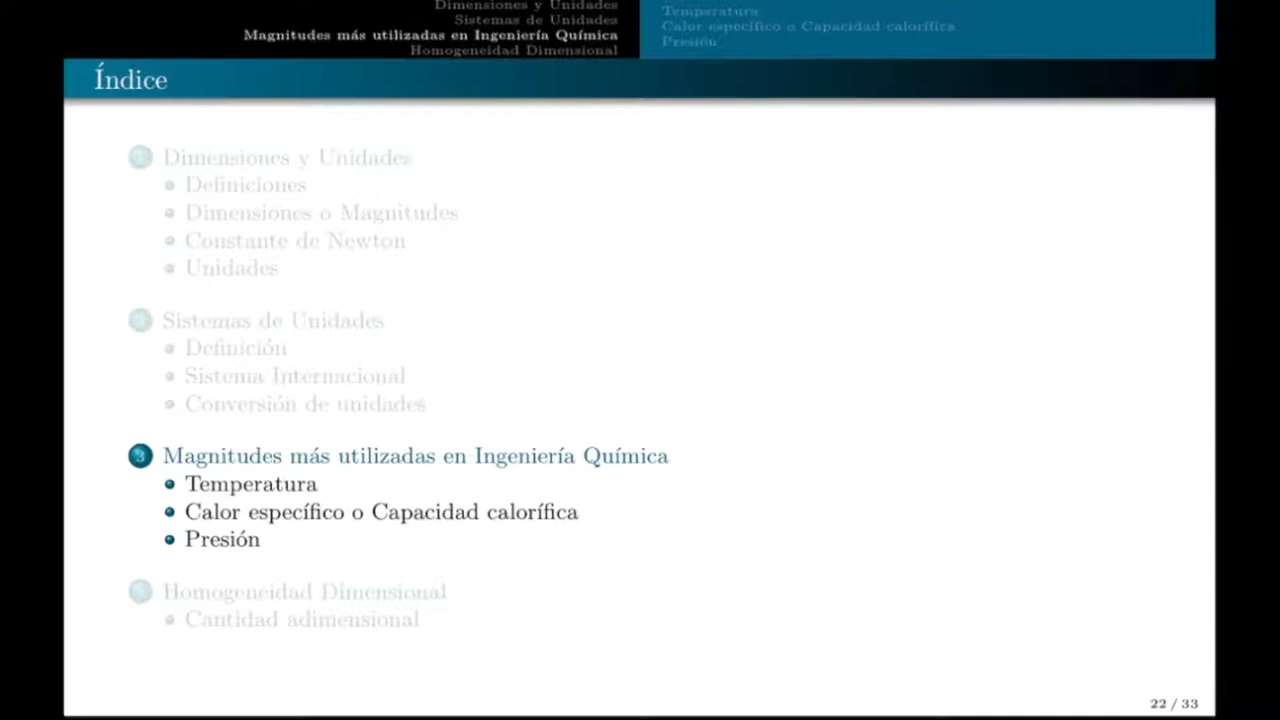 Dimensiones y Unidades
Sistemas de Unidades
Magnitudes más utilizadas en Ingeniería Química
Homogeneidad Dimensional
Temperatura
Calor específico o Capacidad calorífica
Presión
Índice
Dimensiones y Unidades
Definiciones
Dimensiones o Magnitudes
Constante de Newton
Unidades
Sistemas de Unidades
Definición
Sistema Internacional
Conversión de unidades
3 Magnitudes más utilizadas en Ingeniería Química
Temperatura
Calor específico o Capacidad calorífica
Presión
Homogeneidad Dimensional
Cantidad adimensional
22 / 33